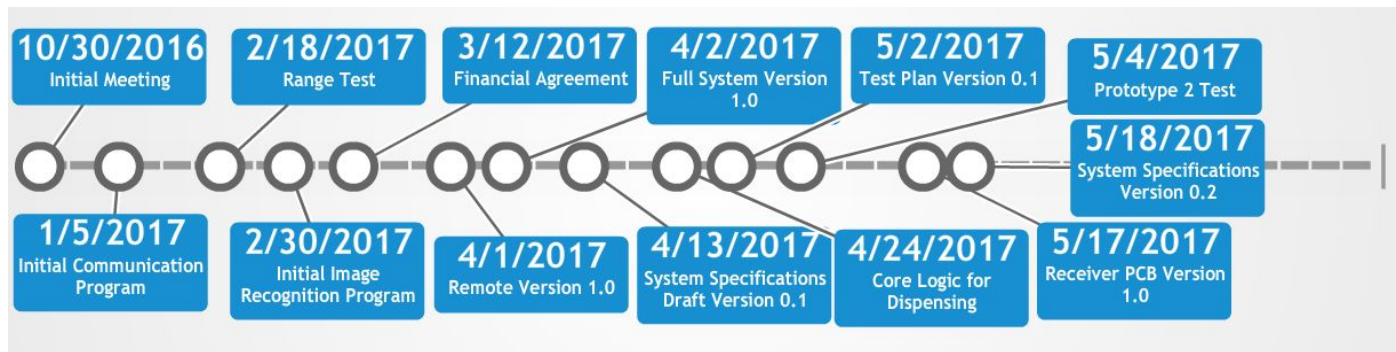 10/30/2016
Initial Meeting
2/18/2017
Range Test
3/12/2017
Financial Agreement
4/2/2017
Full System Version
1.0
5/2/2017
Test Plan Version 0.1
5/4/2017
Prototype 2 Test
5/18/2017
System Specifications
Version 0.2
1/5/2017
Initial Communication
Program
2/30/2017
Initial Image
Recognition Program
4/1/2017
Remote Version 1.0
4/13/2017
System Specifications
Draft Version 0.1
4/24/2017
Core Logic for
Dispensing
5/17/2017
Receiver PCB Version
1.0